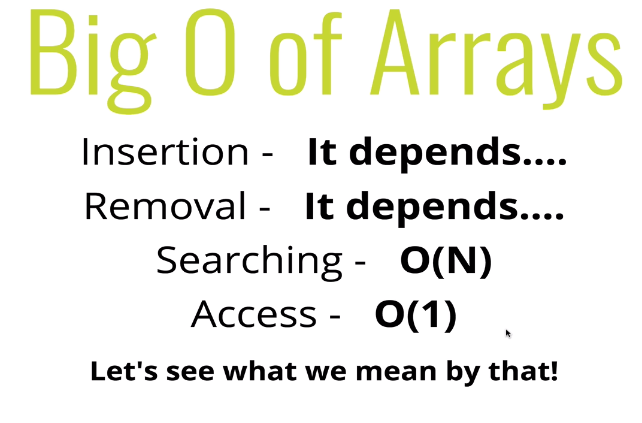 Big O of Arrays
Insertion - It depends....
Removal - It depends....
Searching - O(N)
Access - O(1)
Let's see what we mean by that!